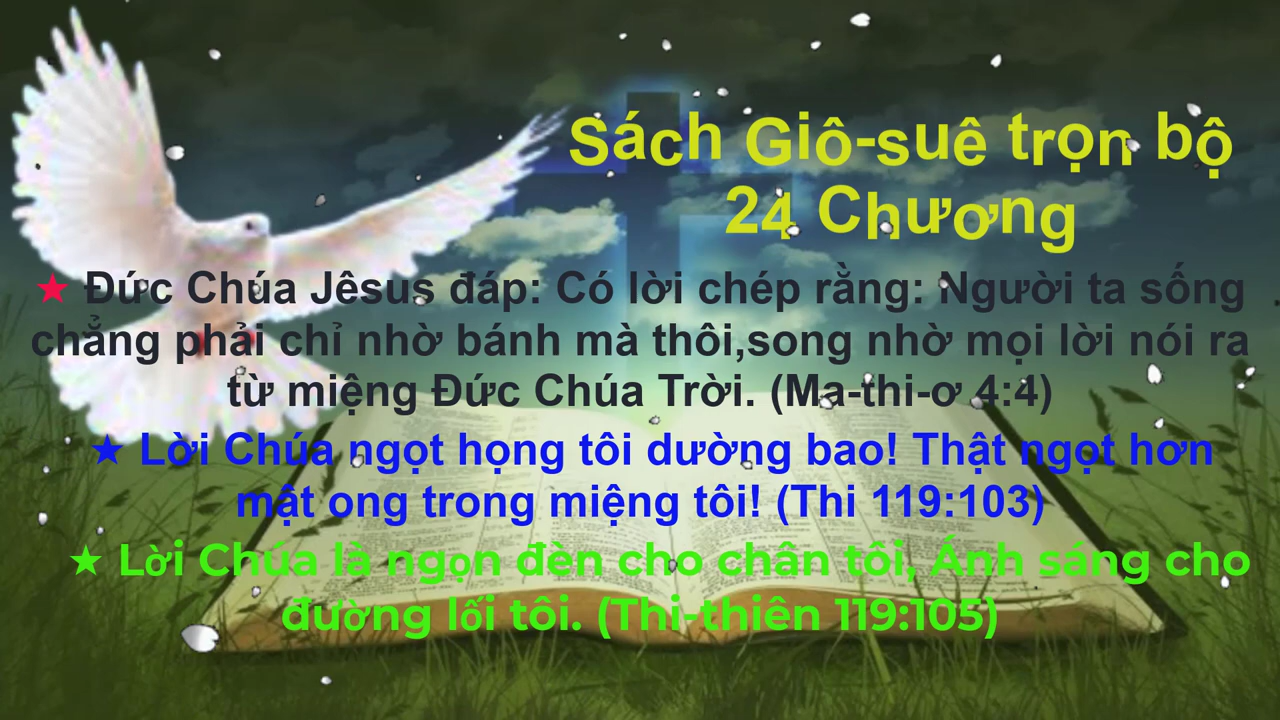 Sách Giô-suê trọn bộ
24 Chương
★ Đức Chúa Jêsus đáp: Có lời chép rằng: Người ta sống
chẳng phải chỉ nhờ bánh mà thôi,song nhờ mọi lời nói ra
từ miệng Đức Chúa Trời. (Ma-thi-ơ 4:4)
★ Lời Chúa ngọt họng tôi dường bao! Thật ngọt hơn
mật ong trong miệng tôi! (Thi 119:103)
★ Lời Chúa là ngọn đèn cho chân tôi, Ánh sáng cho
đường lối tôi. (Thi-thiên 119:105)